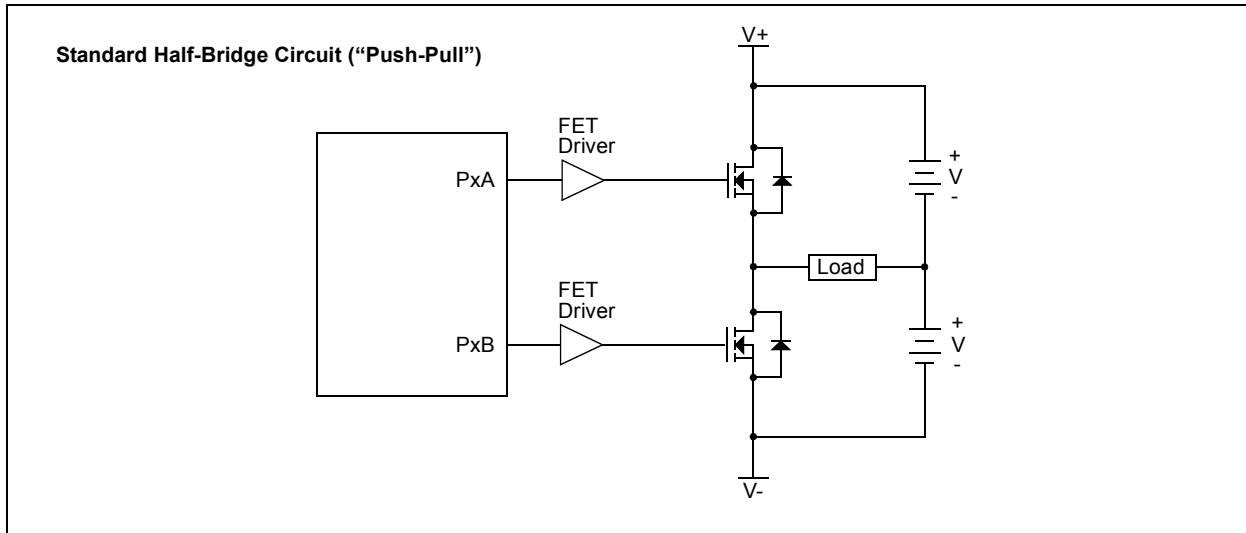 Standard Half-Bridge Circuit (“Push-Pull”)
V+
FET
Driver
PxA
+
V
-
Load
FET
Driver
PxB
+
V
-
V-